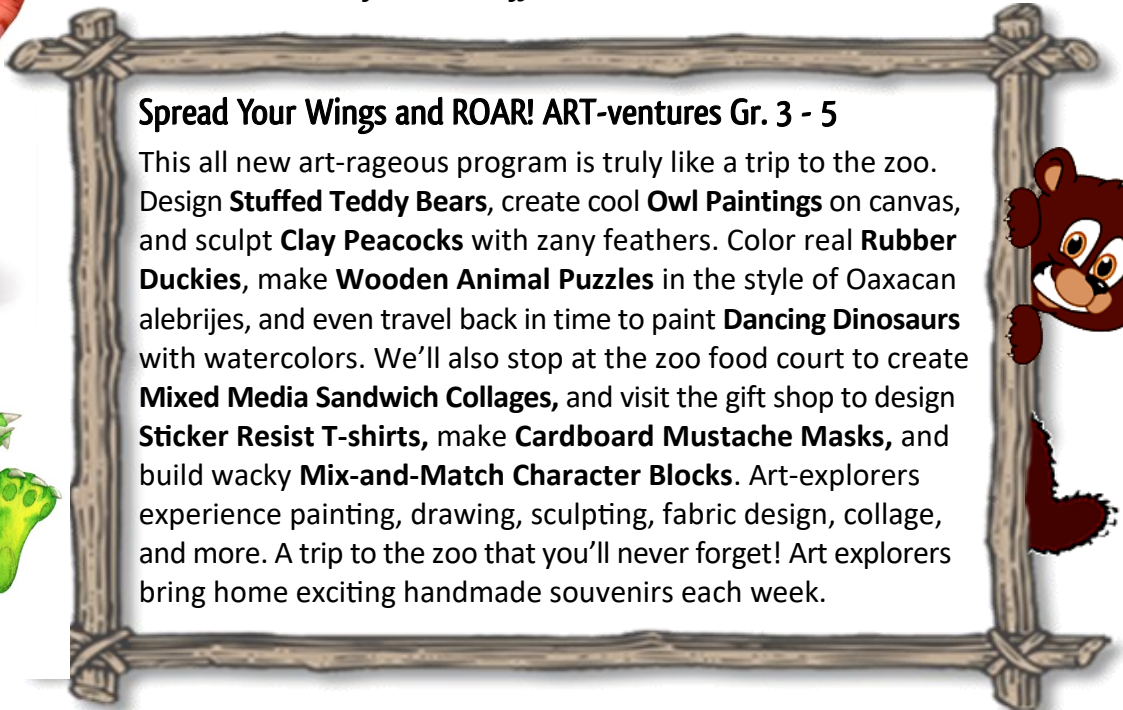 Spread Your Wings and ROAR! ART-ventures Gr. 3 - 5
This all new art-rageous program is truly like a trip to the zoo.
Design Stuffed Teddy Bears, create cool Owl Paintings on canvas,
and sculpt Clay Peacocks with zany feathers. Color real Rubber
Duckies, make Wooden Animal Puzzles in the style of Oaxacan
alebrijes, and even travel back in time to paint Dancing Dinosaurs
with watercolors. We’ll also stop at the zoo food court to create
Mixed Media Sandwich Collages, and visit the gift shop to design
Sticker Resist T-shirts, make Cardboard Mustache Masks, and
build wacky Mix-and-Match Character Blocks. Art-explorers
experience painting, drawing, sculpting, fabric design, collage,
and more. A trip to the zoo that you’ll never forget! Art explorers
bring home exciting handmade souvenirs each week.